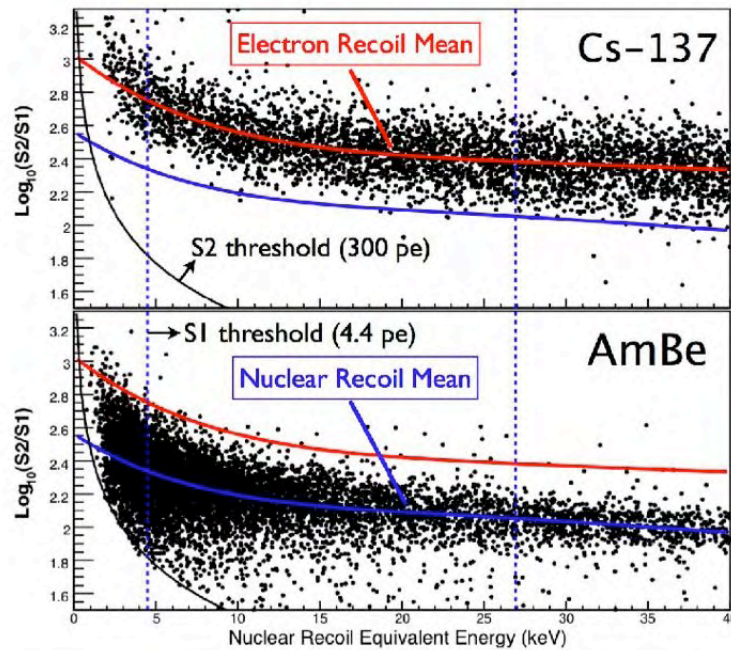 3.2
3
2.8
2.6
2.4
2.2
2
1.8
1.6
Log10(S2/S1)
Electron Recoil Mean
Cs-137
S2 threshold (300 pe)
3.2
3
2.8
2.6
2.4
2.2
2
1.8
1.6
Log10(S2/S1)
S1 threshold (4.4 pe)
AmBe
Nuclear Recoil Mean
0 5 10 15 20 25 30 35 40
Nuclear Recoil Equivalent Energy (keV)